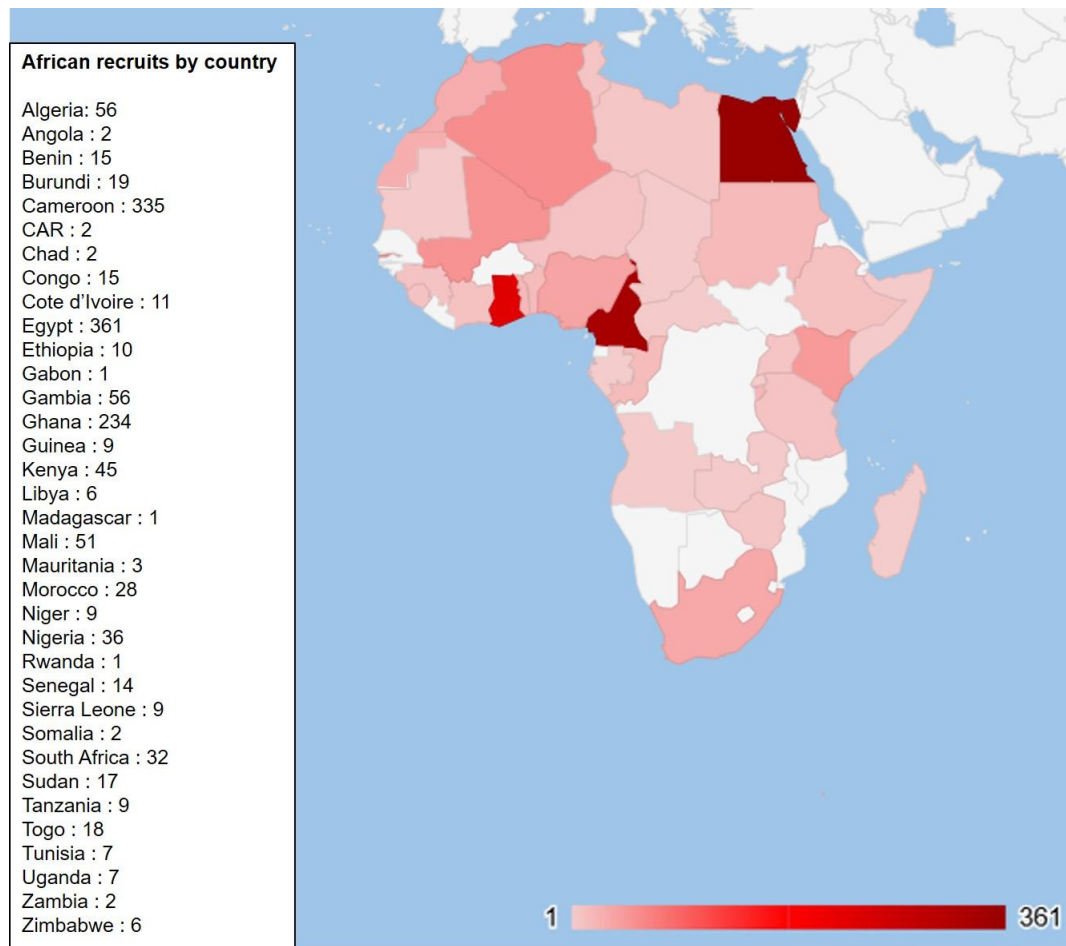 African recruits by country
Algeria: 56
Angola : 2
Benin : 15
Burundi : 19
Cameroon : 335
CAR : 2
Chad : 2
Congo : 15
Cote d’Ivoire : 11
Egypt : 361
Ethiopia : 10
Gabon : 1
Gambia : 56
Ghana : 234
Guinea : 9
Kenya : 45
Libya : 6
Madagascar : 1
Mali : 51
Mauritania : 3
Morocco : 28
Niger : 9
Nigeria : 36
Rwanda : 1
Senegal : 14
Sierra Leone : 9
Somalia : 2
South Africa : 32
Sudan : 17
Tanzania : 9
Togo : 18
Tunisia : 7
Uganda : 7
Zambia : 2
Zimbabwe : 6
1 361